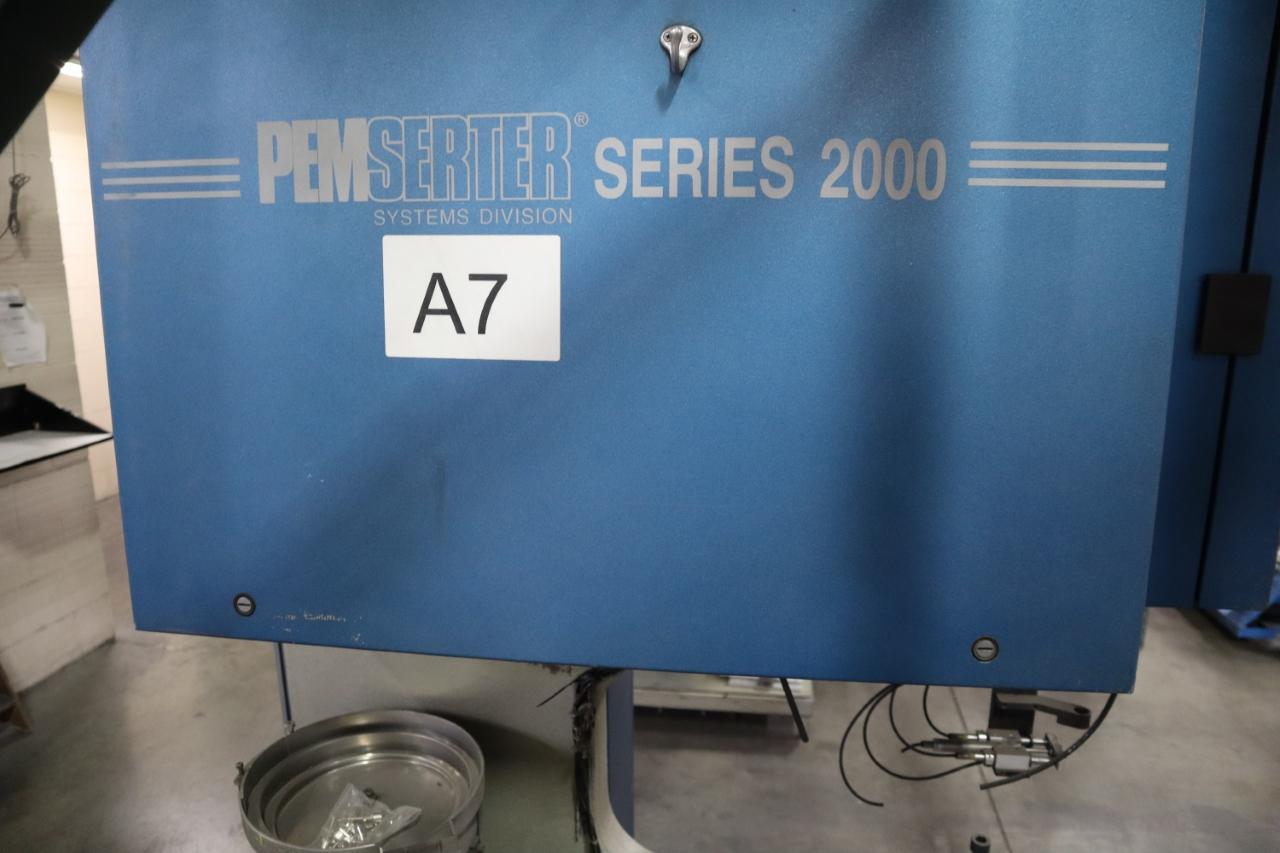 PEMSERTER® SERIES 2000
SYSTEMS DIVISION
A7